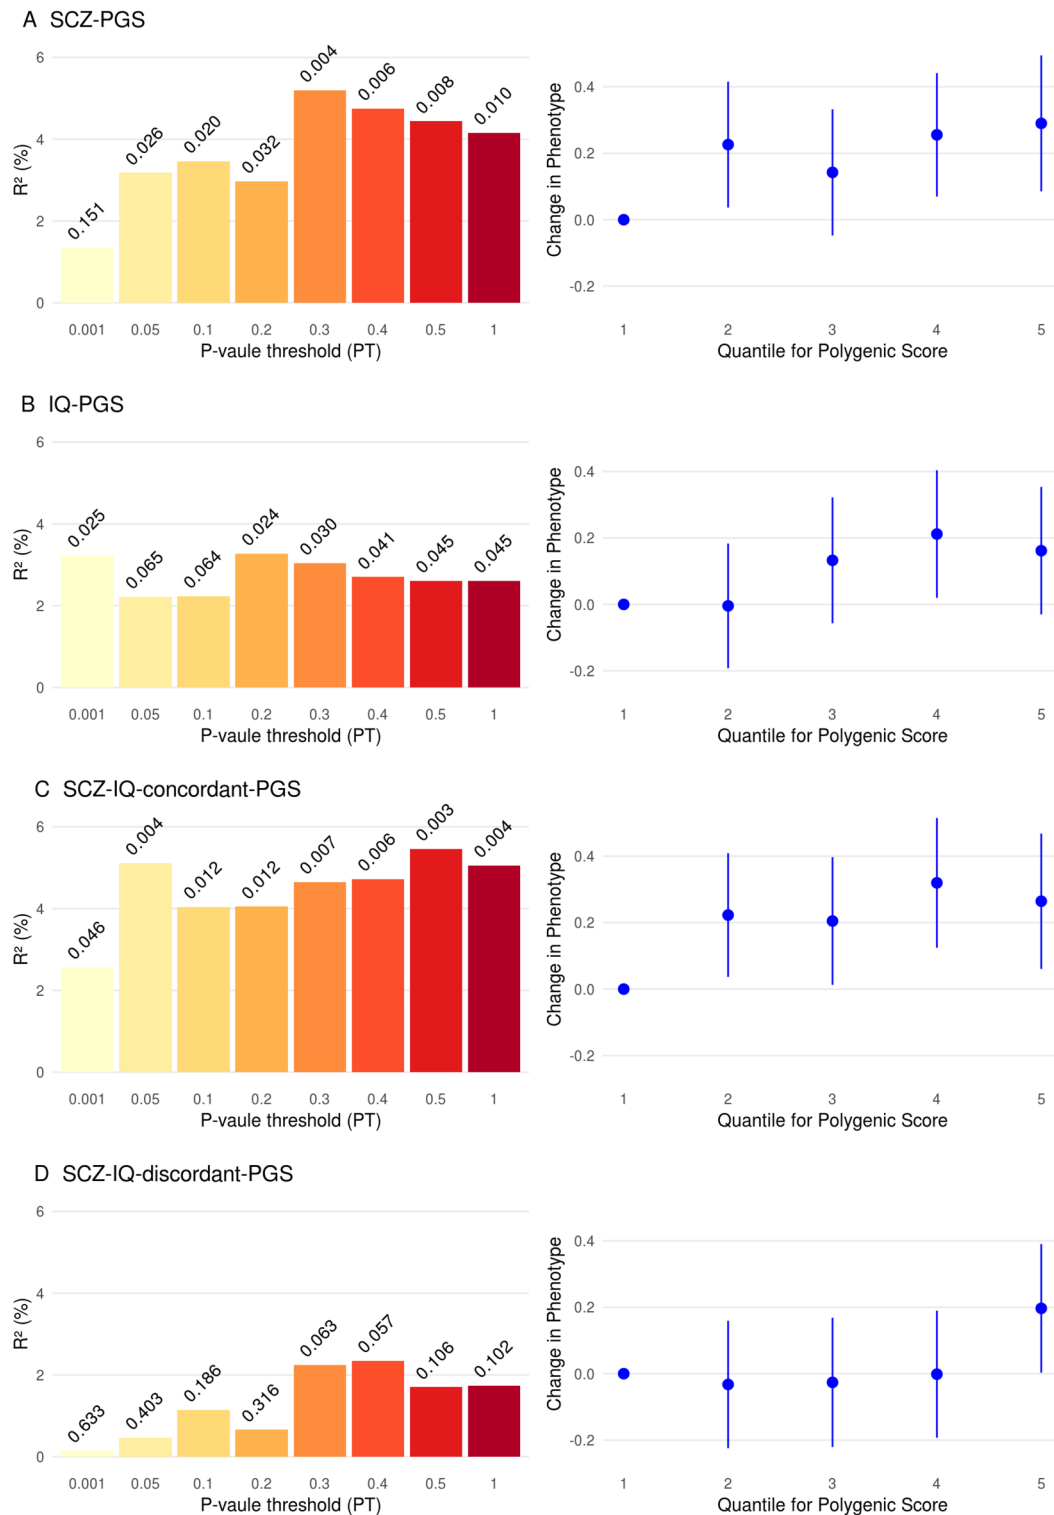 A SCZ-PGS
R² (%)
6
4
2
0
0.151
0.026
0.020
0.032
0.004
0.006
0.008
0.010
0.001 0.05 0.1 0.2 0.3 0.4 0.5 1
P-vaule threshold (PT)
Change in Phenotype
0.4
0.2
0.0
-0.2
1 2 3 4 5
Quantile for Polygenic Score
B IQ-PGS
R² (%)
6
4
2
0
0.025
0.065
0.064
0.024
0.030
0.041
0.045
0.045
0.001 0.05 0.1 0.2 0.3 0.4 0.5 1
P-vaule threshold (PT)
Change in Phenotype
0.4
0.2
0.0
-0.2
1 2 3 4 5
Quantile for Polygenic Score
C SCZ-IQ-concordant-PGS
R² (%)
6
4
2
0
0.046
0.004
0.012
0.012
0.007
0.006
0.003
0.004
0.001 0.05 0.1 0.2 0.3 0.4 0.5 1
P-vaule threshold (PT)
Change in Phenotype
0.4
0.2
0.0
-0.2
1 2 3 4 5
Quantile for Polygenic Score
D SCZ-IQ-discordant-PGS
R² (%)
6
4
2
0
0.633
0.403
0.186
0.316
0.063
0.057
0.106
0.102
0.001 0.05 0.1 0.2 0.3 0.4 0.5 1
P-vaule threshold (PT)
Change in Phenotype
0.4
0.2
0.0
-0.2
1 2 3 4 5
Quantile for Polygenic Score